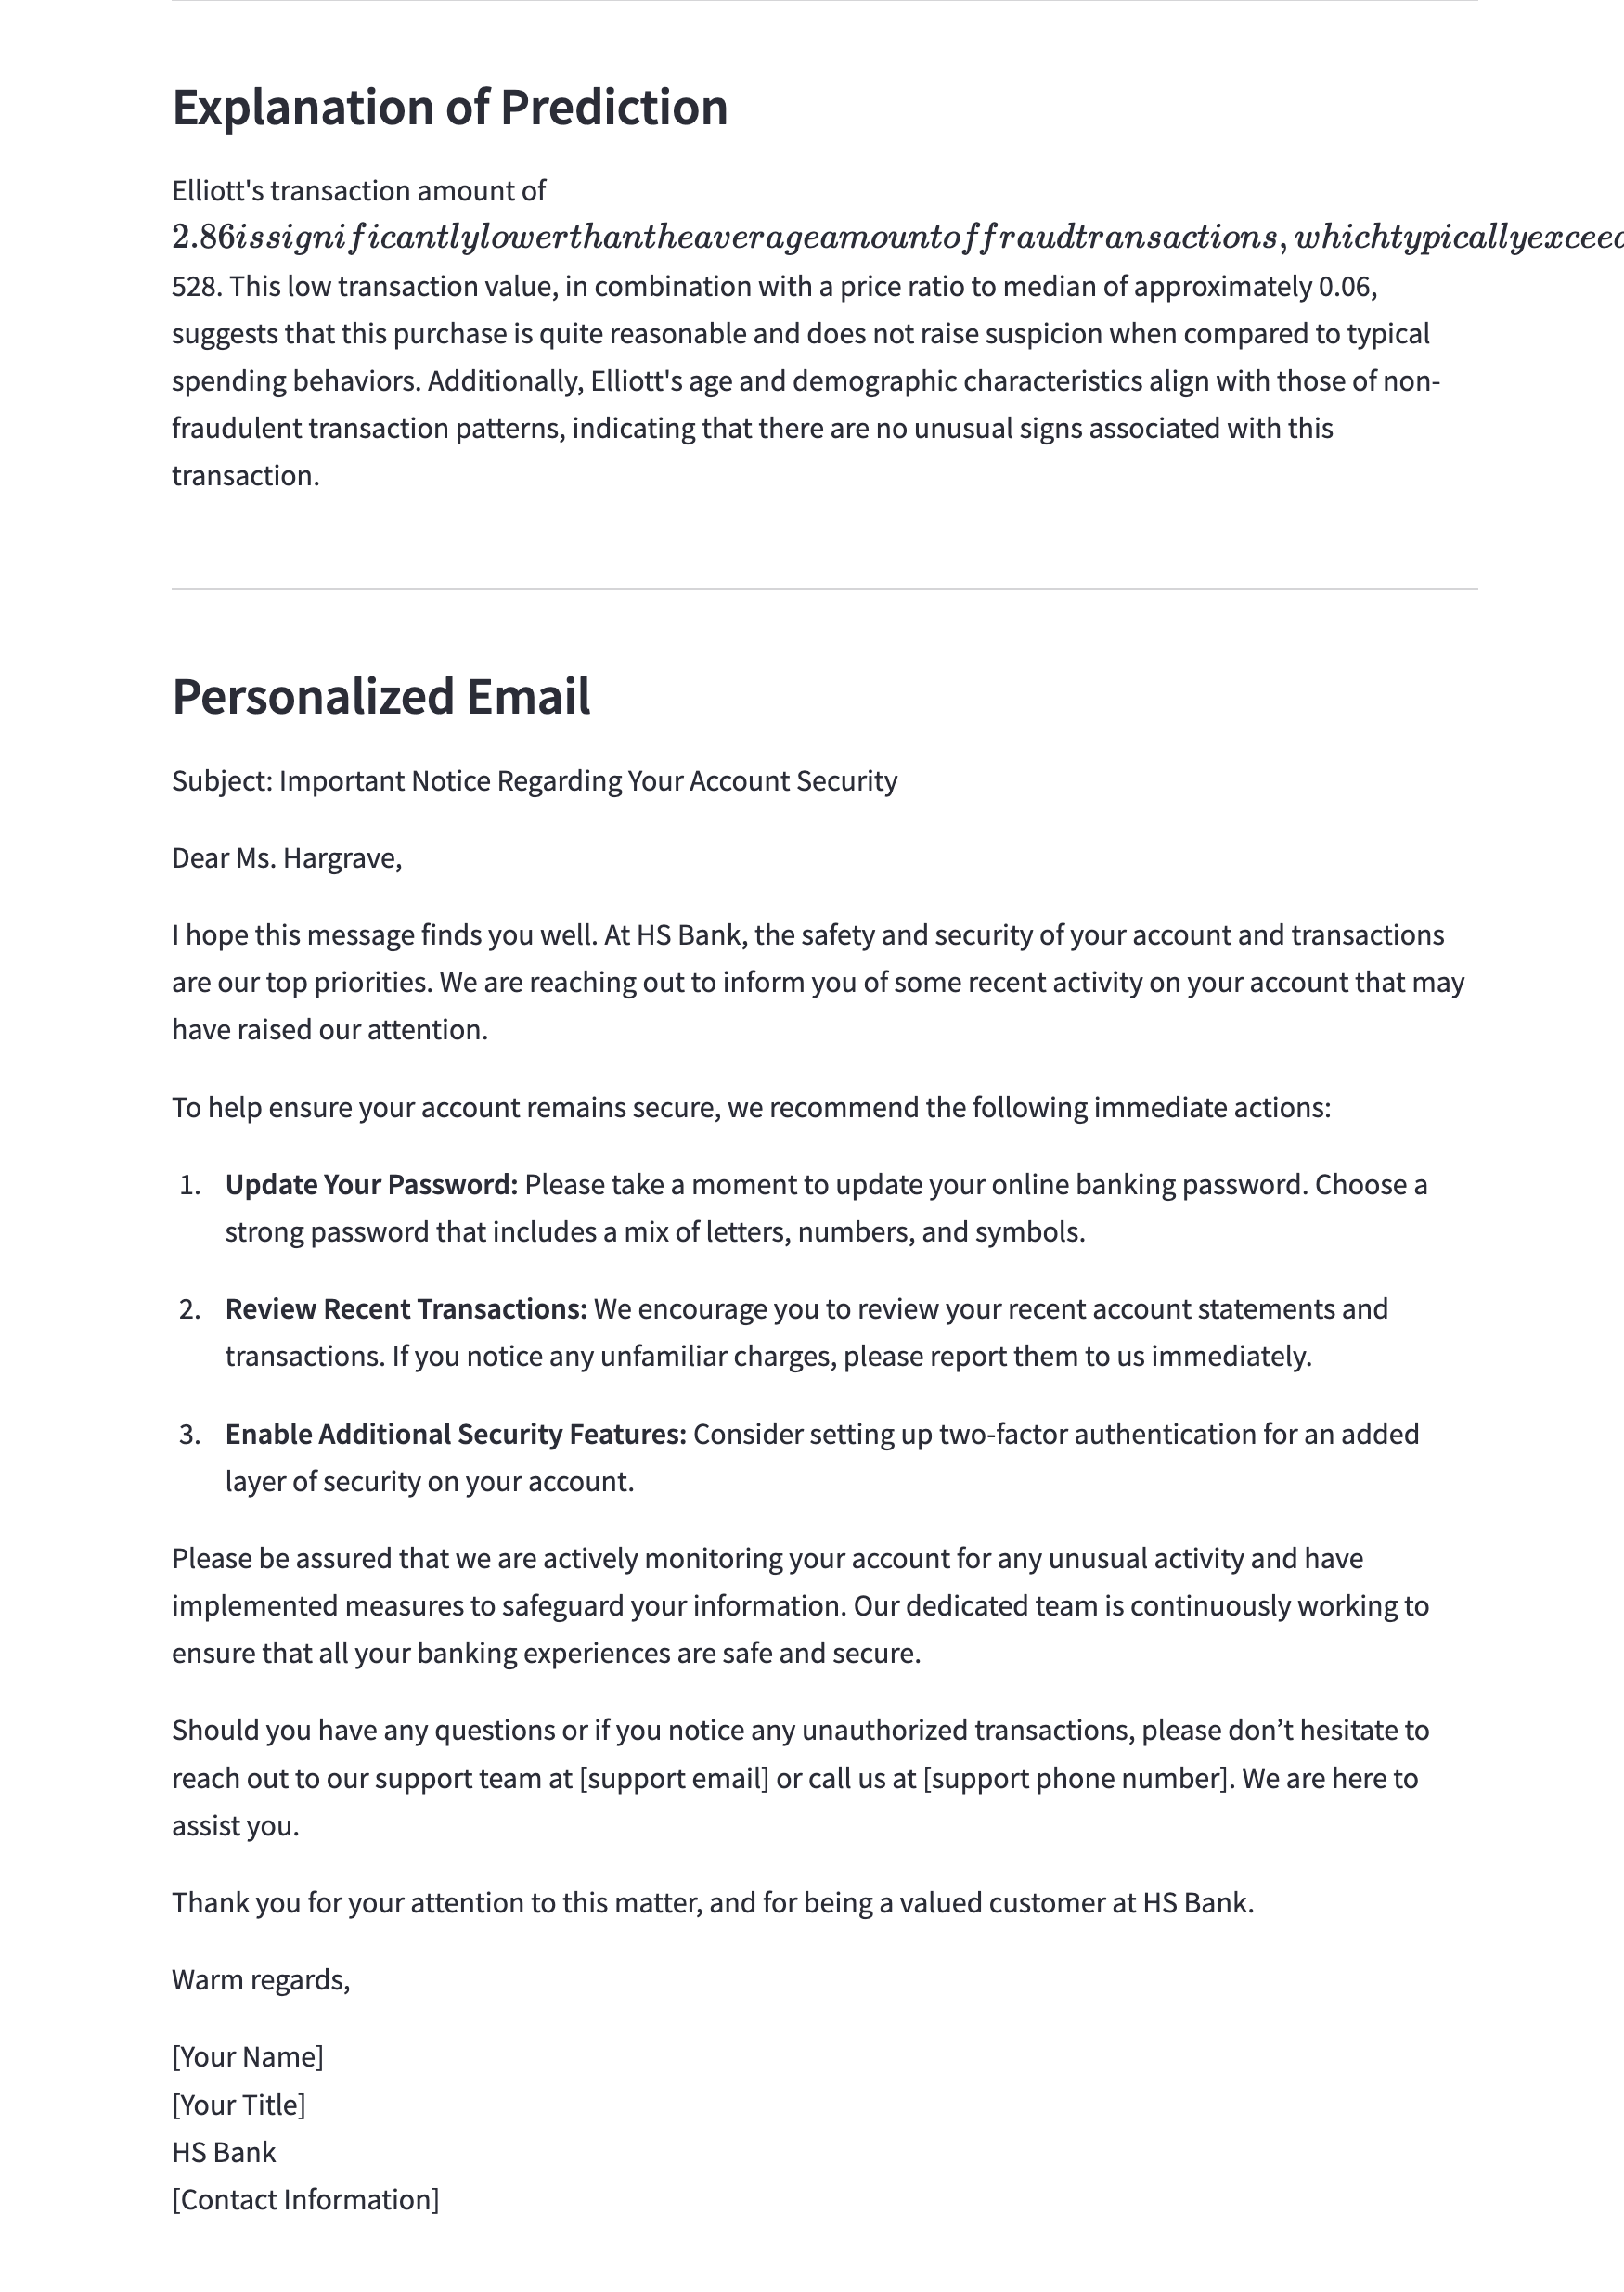 Explanation of Prediction
Elliott's transaction amount of
2.86issignificantlylowerthantheaverageamountoffraudtransactions,whichtypicallyexceed
528. This low transaction value, in combination with a price ratio to median of approximately 0.06,
suggests that this purchase is quite reasonable and does not raise suspicion when compared to typical
spending behaviors. Additionally, Elliott's age and demographic characteristics align with those of non-
fraudulent transaction patterns, indicating that there are no unusual signs associated with this
transaction.
Personalized Email
Subject: Important Notice Regarding Your Account Security
Dear Ms. Hargrave,
I hope this message finds you well. At HS Bank, the safety and security of your account and transactions
are our top priorities. We are reaching out to inform you of some recent activity on your account that may
have raised our attention.
To help ensure your account remains secure, we recommend the following immediate actions:
1. Update Your Password: Please take a moment to update your online banking password. Choose a
strong password that includes a mix of letters, numbers, and symbols.
2. Review Recent Transactions: We encourage you to review your recent account statements and
transactions. If you notice any unfamiliar charges, please report them to us immediately.
3. Enable Additional Security Features: Consider setting up two-factor authentication for an added
layer of security on your account.
Please be assured that we are actively monitoring your account for any unusual activity and have
implemented measures to safeguard your information. Our dedicated team is continuously working to
ensure that all your banking experiences are safe and secure.
Should you have any questions or if you notice any unauthorized transactions, please don’t hesitate to
reach out to our support team at [support email] or call us at [support phone number]. We are here to
assist you.
Thank you for your attention to this matter, and for being a valued customer at HS Bank.
Warm regards,
[Your Name]
[Your Title]
HS Bank
[Contact Information]